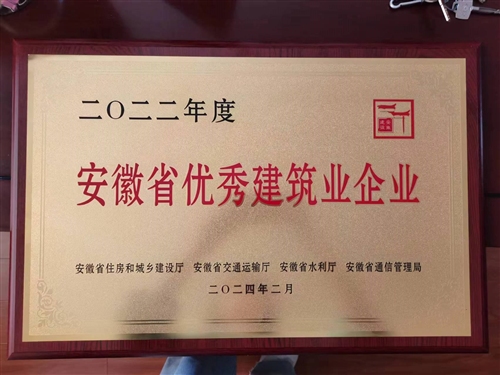 二〇二二年度
安徽省优秀建筑业企业
安徽省住房和城乡建设厅 安徽省交通运输厅 安徽省水利厅 安徽省通信管理局
二〇二四年二月